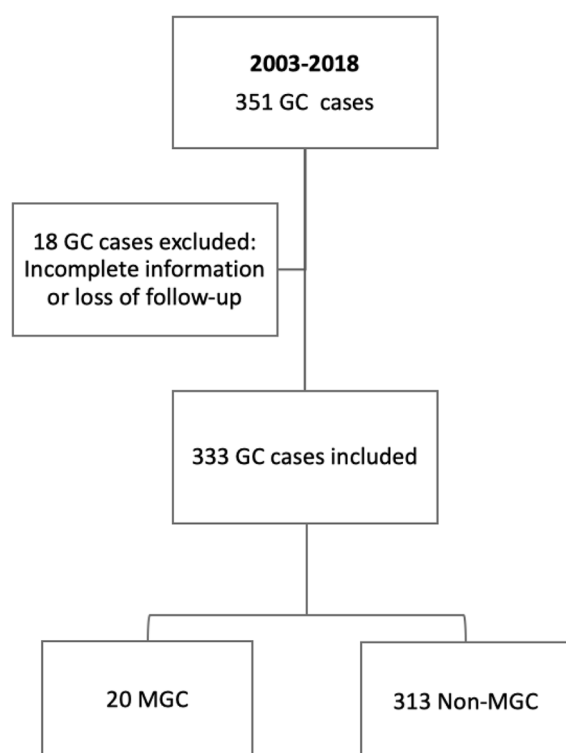 2003-2018
351 GC cases
18 GC cases excluded:
Incomplete information
or loss of follow-up
333 GC cases included
20 MGC
313 Non-MGC